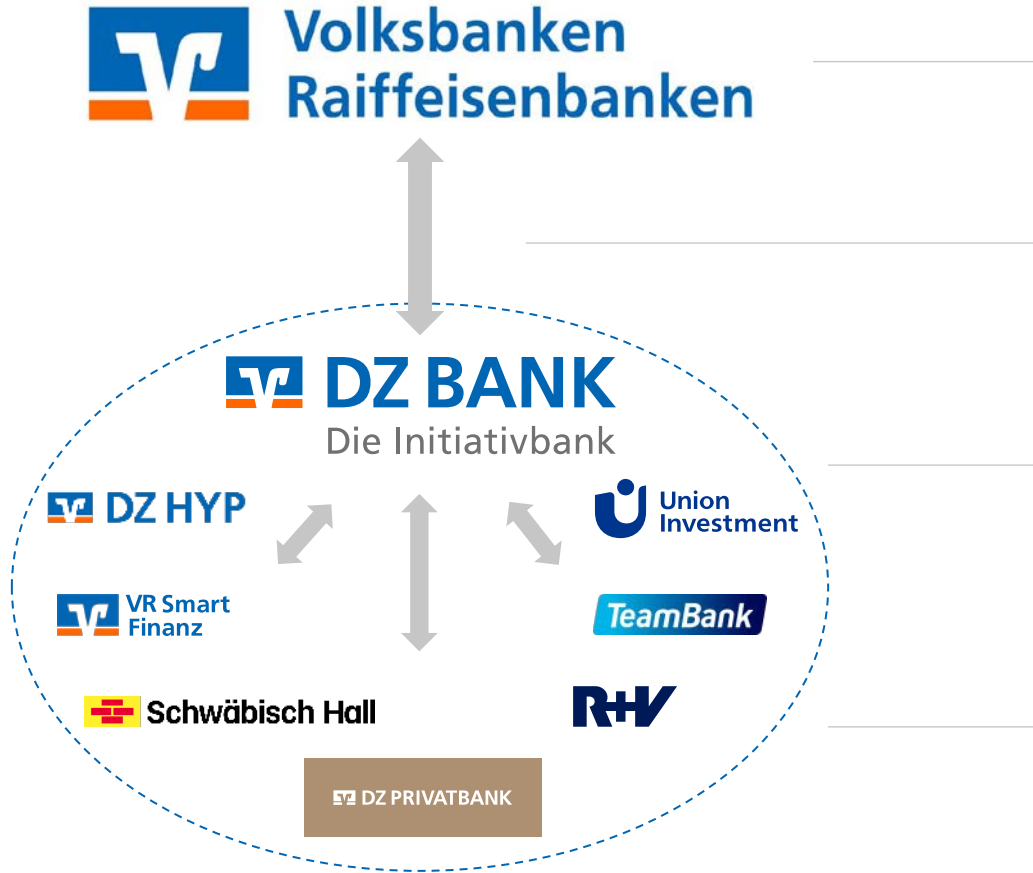 Volksbanken
Raiffeisenbanken
DZ BANK
Die Initiativbank
DZ HYP
Union
Investment
VR Smart
Finanz
TeamBank
Schwäbisch Hall
R+V
DZ PRIVATBANK